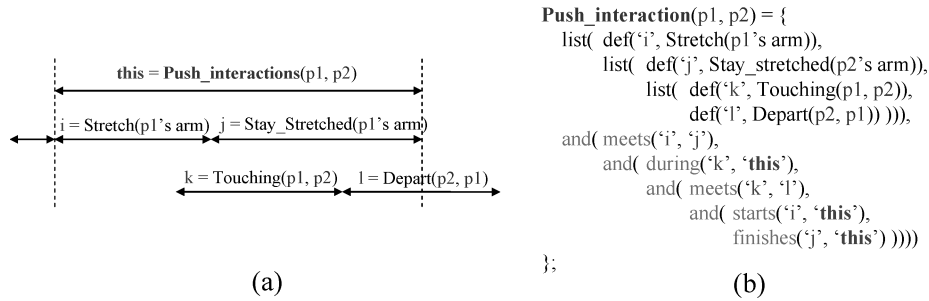 this = Push_interactions(p1, p2)
i = Stretch(p1's arm) j = Stay_Stretched(p1's arm)
k = Touching(p1, p2) l = Depart(p2, p1)
(a)
Push_interaction(p1, p2) = {
list( def(‘i’, Stretch(p1’s arm)),
list( def(‘j’, Stay_stretched(p2’s arm)),
list( def(‘k’, Touching(p1, p2)),
def(‘l’, Depart(p2, p1)) ))),
and( meets(‘i’, ‘j’),
and( during(‘k’, ‘this’),
and( meets(‘k’, ‘l’),
and( starts(‘i’, ‘this’),
finishes(‘j’, ‘this’) ))))
};
(b)